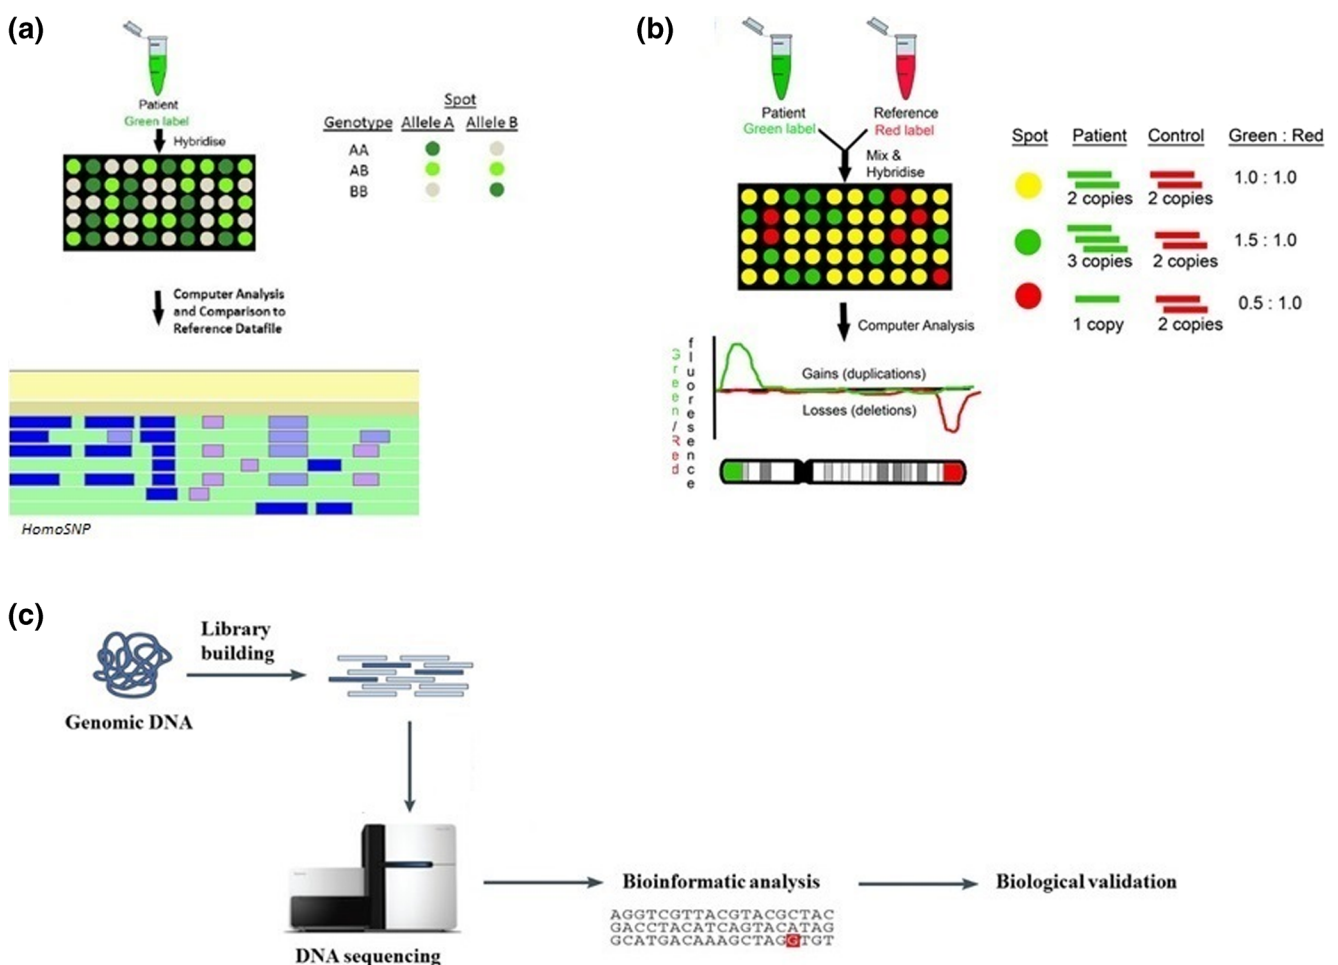 (a)
Patient
Green label
Hybridise
Spot
Genotype Allele A Allele B
AA
AB
BB
Computer Analysis
and Comparison to
Reference Datafile
HomoSNP
(b)
Patient
Green label
Reference
Red label
Mix &
Hybridise
Spot Patient Control Green : Red
2 copies 2 copies 1.0 : 1.0
3 copies 2 copies 1.5 : 1.0
1 copy 2 copies 0.5 : 1.0
Computer Analysis
Green/Red
fluoresence
Gains (duplications)
Losses (deletions)
(c)
Library
building
Genomic DNA
DNA sequencing
Bioinformatic analysis
AGGTCGTTACGTACGCTAC
GACCTACATCAGTACATAG
GCATGACAAAGCTAGGTGT
Biological validation